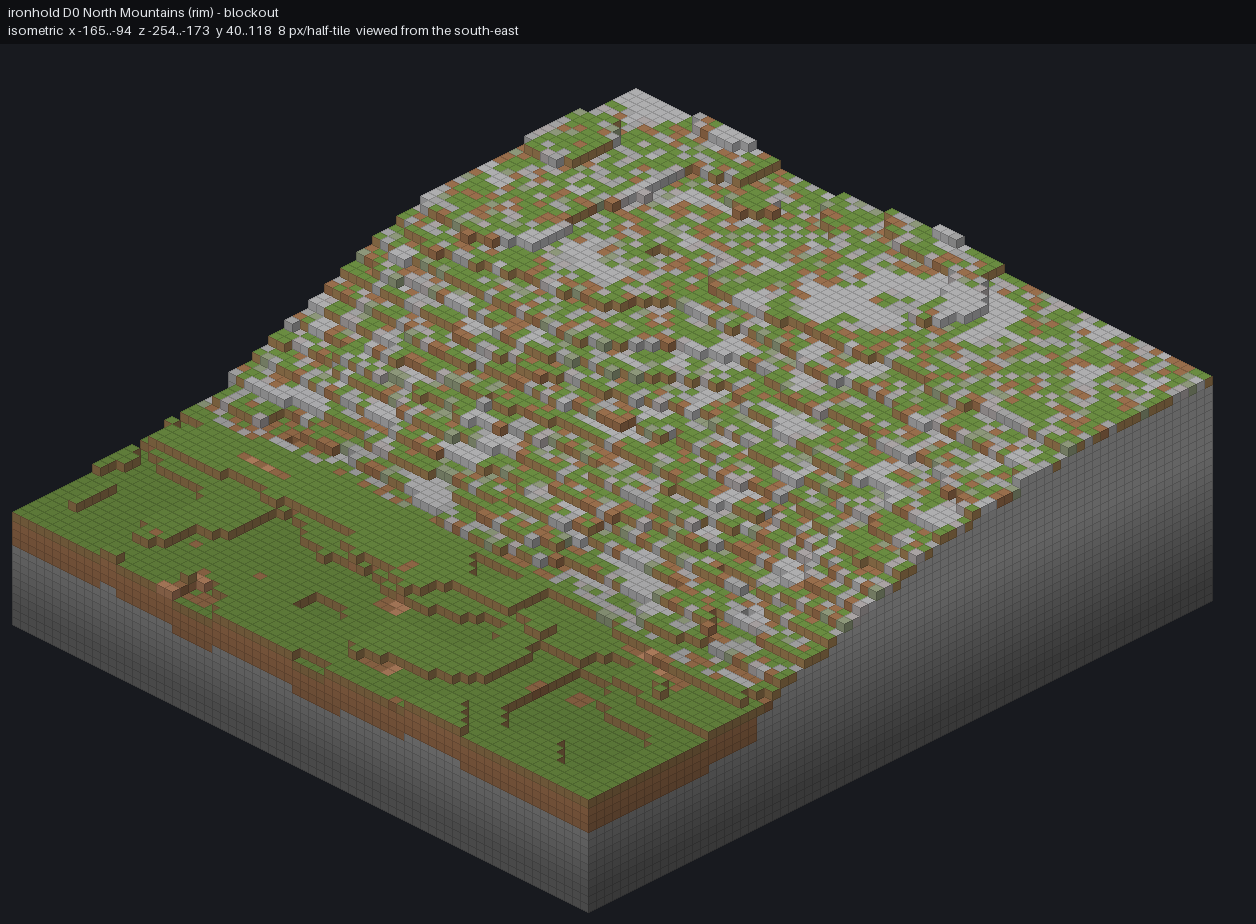 ironhold D0 North Mountains (rim) - blockout
isometric x -165..-94 z -254..-173 y 40..118 8 px/half-tile viewed from the south-east